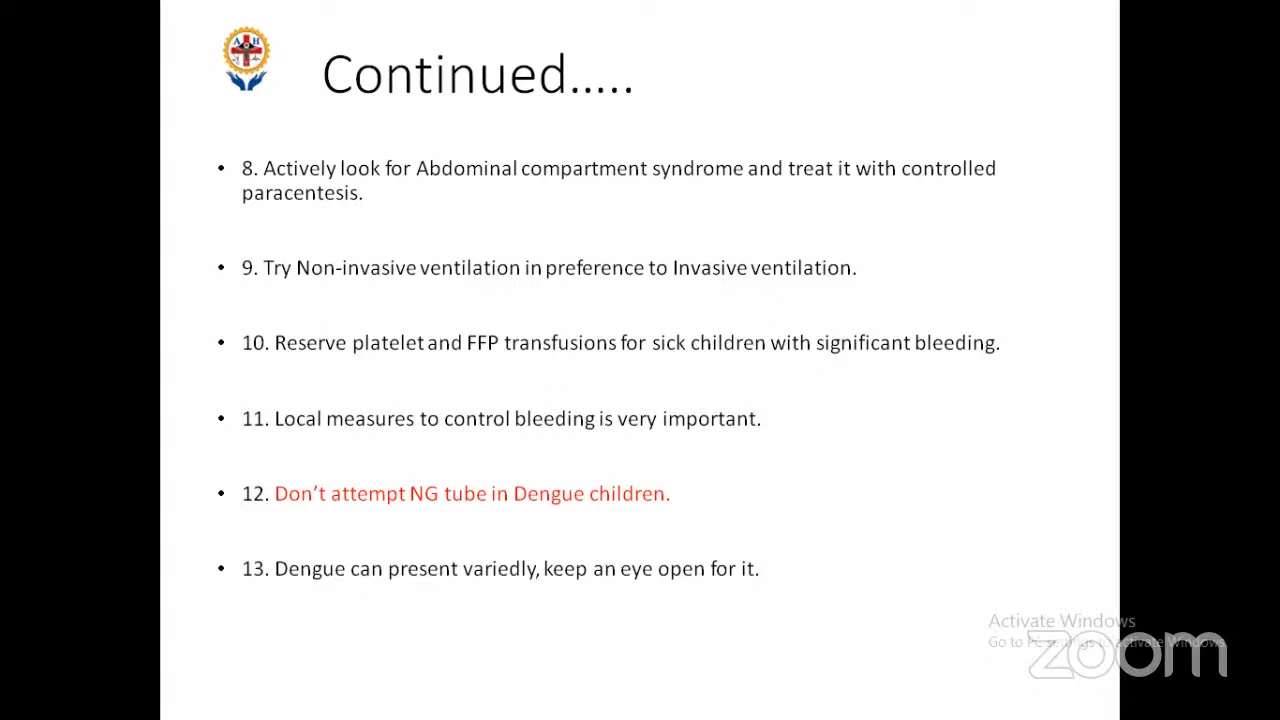 A H
Continued.....
• 8. Actively look for Abdominal compartment syndrome and treat it with controlled
paracentesis.
• 9. Try Non-invasive ventilation in preference to Invasive ventilation.
• 10. Reserve platelet and FFP transfusions for sick children with significant bleeding.
• 11. Local measures to control bleeding is very important.
• 12. Don’t attempt NG tube in Dengue children.
• 13. Dengue can present variedly, keep an eye open for it.
Activate Windows
Go to PC settings to activate Windows.
zoom